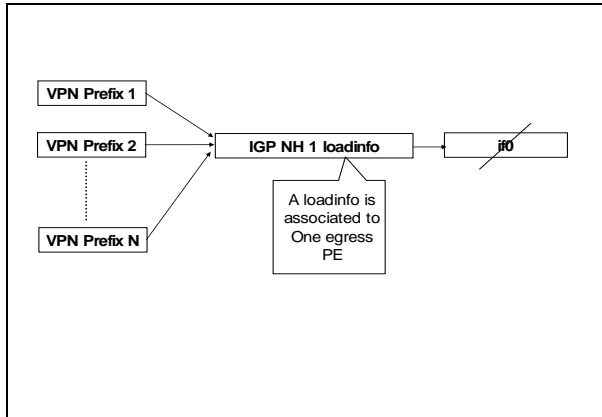 VPN Prefix 1
VPN Prefix 2
IGP NH 1 loadinfo
if0
A loadinfo is
associated to
One egress
PE
VPN Prefix N